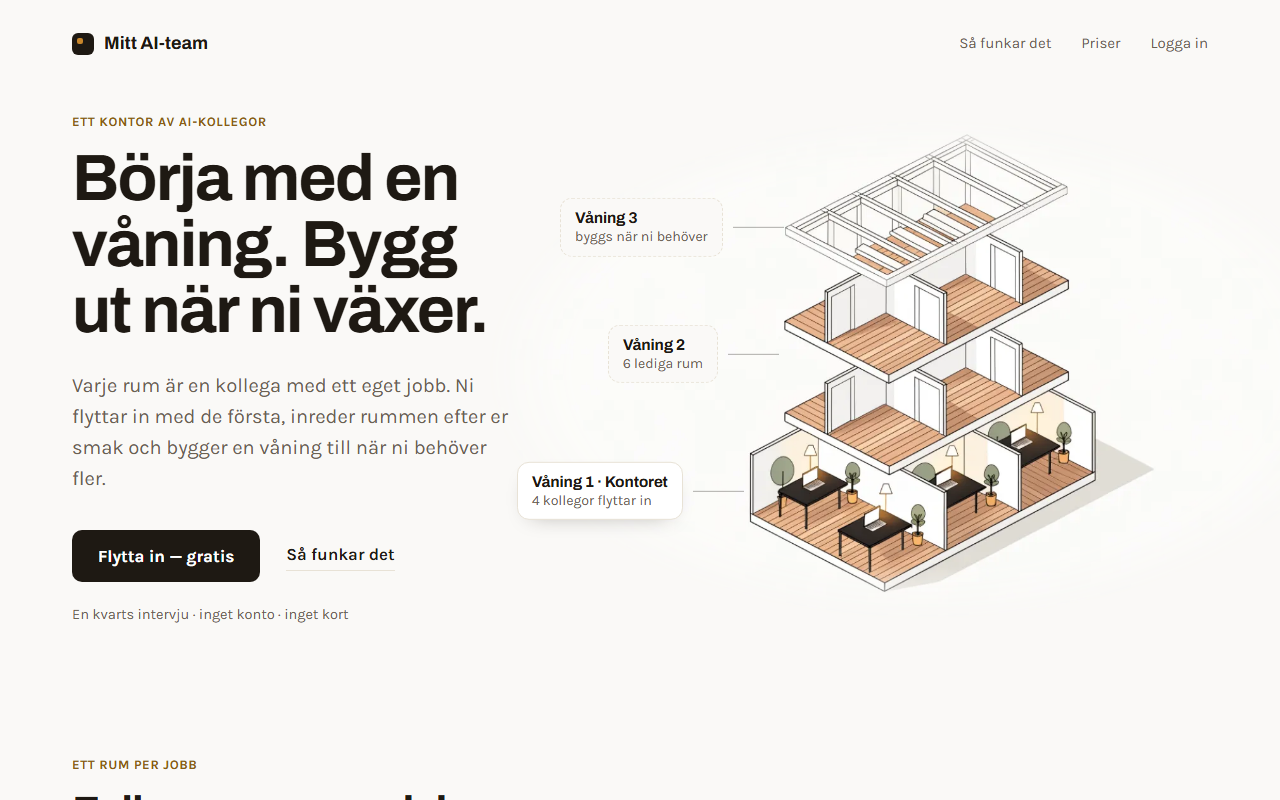 Mitt AI-team
Så funkar det
Priser
Logga in
ETT KONTOR AV AI-KOLLEGOR
Börja med en
våning. Bygg
ut när ni växer.
Varje rum är en kollega med ett eget jobb. Ni
flyttar in med de första, inreder rummen efter er
smak och bygger en våning till när ni behöver
fler.
Flytta in – gratis
Så funkar det
En kvarts intervju · inget konto · inget kort
Våning 3
byggs när ni behöver
Våning 2
6 lediga rum
Våning 1 · Kontoret
4 kollegor flyttar in
ETT RUM PER JOBB